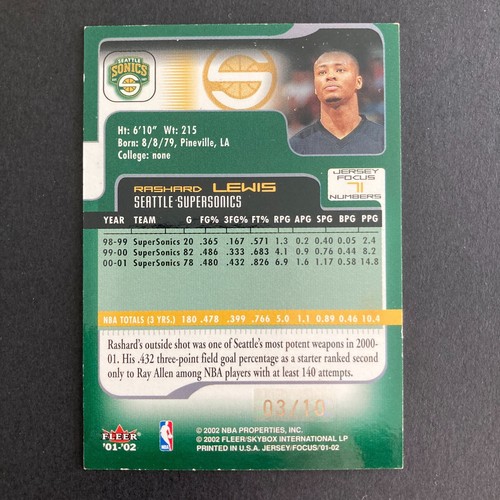 SEATTLE
SONICS
Ht: 6'10" Wt: 215
Born: 8/8/79, Pineville, LA
College: none
JERSEY
FOCUS
71
NUMBERS
RASHARD LEWIS
SEATTLE SUPERSONICS
YEAR TEAM G FG% 3FG% FT% RPG APG SPG BPG PPG
98-99 SuperSonics 20 .365 .167 .571 1.3 0.2 0.40 0.05 2.4
99-00 SuperSonics 82 .486 .333 .683 4.1 0.9 0.76 0.44 8.2
00-01 SuperSonics 78 .480 .432 .826 6.9 1.6 1.17 0.58 14.8
NBA TOTALS (3 YRS.) 180 .478 .399 .766 5.0 1.1 0.89 0.46 10.4
Rashard's outside shot was one of Seattle's most potent weapons in 2000-
01. His .432 three-point field goal percentage as a starter ranked second
only to Ray Allen among NBA players with at least 140 attempts.
03/10
FLEER
'01-'02
NBA
© 2002 NBA PROPERTIES, INC.
© 2002 FLEER/SKYBOX INTERNATIONAL LP
PRINTED IN U.S.A. JERSEY/FOCUS/01-02